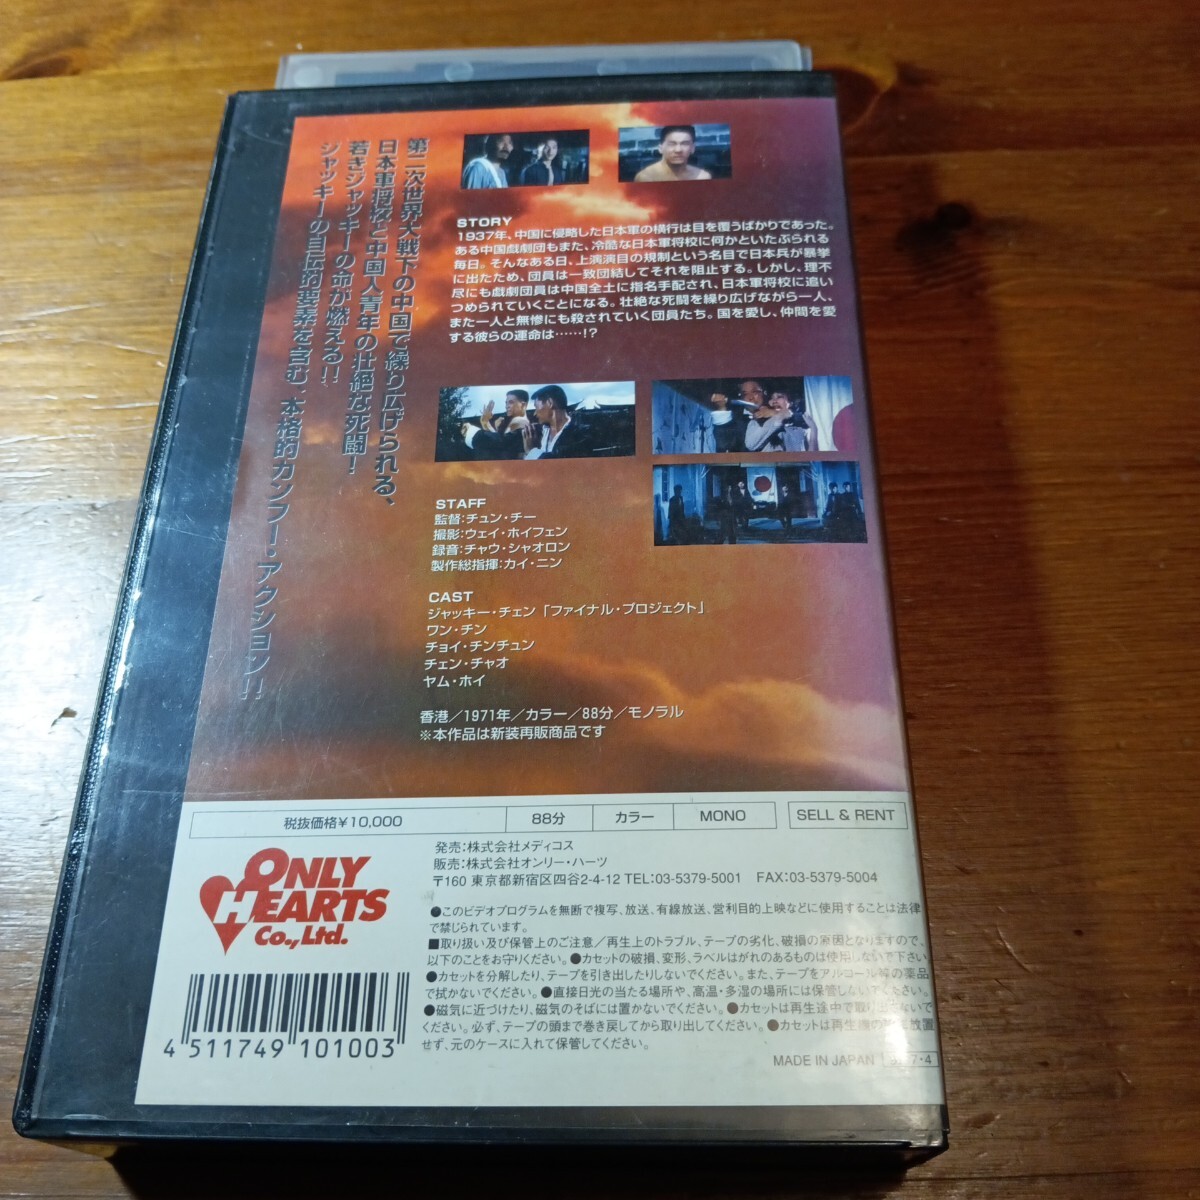 第二次世界大戦下の中国で繰り広げられる、
日本軍将校と中国人青年の壮絶な死闘！
若きジャッキーの命が燃える!!
ジャッキーの自伝的要素を含む、本格的カンフー・アクション!!
STORY
1937年、中国に侵略した日本軍の横行は目を覆うばかりであった。
ある中国戯劇団もまた、冷酷な日本軍将校に何かといたぶられる
毎日。そんなある日、上演演目の規制という名目で日本兵が暴挙
に出たため、団員は一致団結してそれを阻止する。しかし、理不
尽にも戯劇団員は中国全土に指名手配され、日本軍将校に追い
つめられていくことになる。壮絶な死闘を繰り広げながら一人、
また一人と無惨にも殺されていく団員たち。国を愛し、仲間を愛
する彼らの運命は……!?
STAFF
監督：チュン・チー
撮影：ウェイ・ホイフェン
録音：チャウ・シャオロン
製作総指揮：カイ・ニン
CAST
ジャッキー・チェン「ファイナル・プロジェクト」
ワン・チン
チョイ・チンチュン
チェン・チャオ
ヤム・ホイ
香港／1971年／カラー／88分／モノラル
※本作品は新装再販商品です
税抜価格¥10,000 88分 カラー MONO SELL & RENT
ONLY
HEARTS
Co., Ltd.
発売：株式会社メディコス
販売：株式会社オンリー・ハーツ
〒160 東京都新宿区四谷2-4-12 TEL：03-5379-5001 FAX：03-5379-5004
●このビデオプログラムを無断で複写、放送、有線放送、営利目的上映などに使用することは法律
で禁じられています。
■取り扱い及び保管上のご注意／再生上のトラブル、テープの劣化、破損の原因となりますので、
以下のことをお守りください。●カセットの破損、変形、ラベルはがれのあるものは使用しないで下さい
●カセットを分解したり、テープを引き出したりしないでください。また、テープをアルコール等の薬品
で拭かないでください。●直接日光の当たる場所や、高温・多湿の場所には保管しないでください。
●磁気に近づけたり、磁気のそばには置かないでください。●カセットは再生途中で取り出さないで
ください。必ず、テープの頭まで巻き戻してから取り出してください。●カセットは再生後の放置
せず、元のケースに入れて保管してください。
4 511749 101003
MADE IN JAPAN 7・4